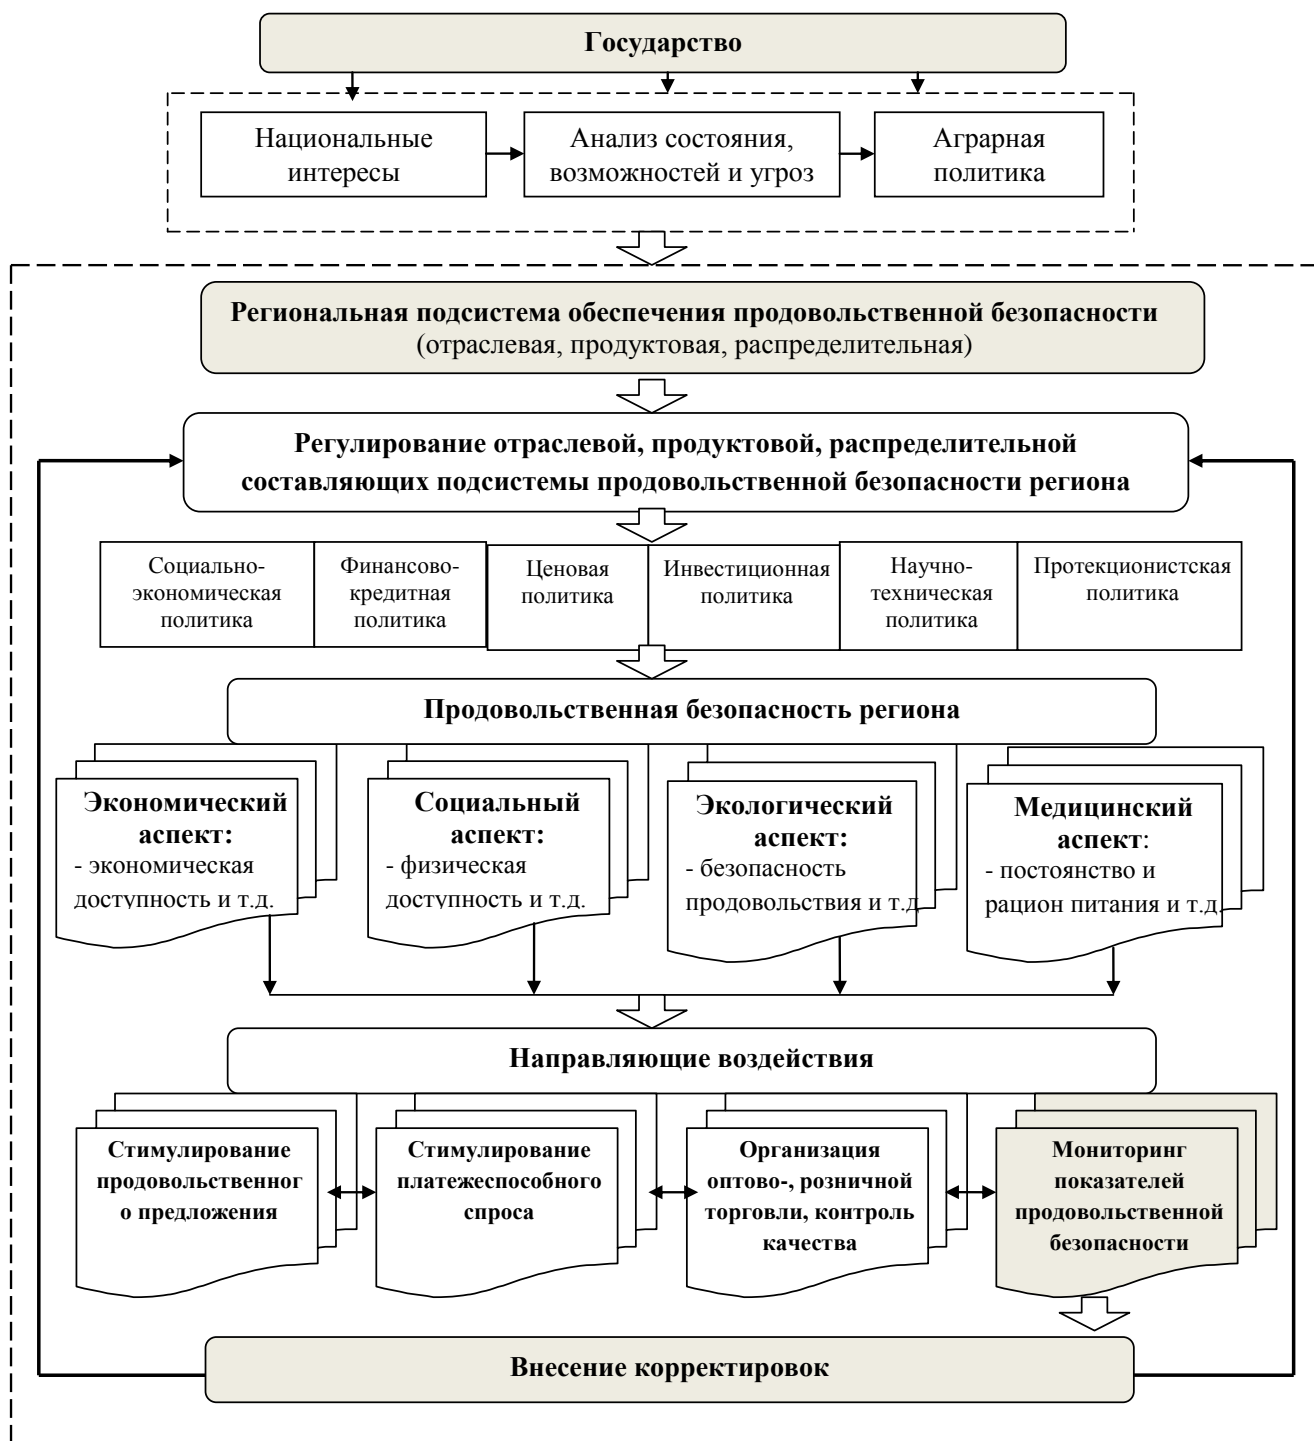 Государство
Национальные
интересы
Анализ состояния,
возможностей и угроз
Аграрная
политика
Региональная подсистема обеспечения продовольственной безопасности
(отраслевая, продуктовая, распределительная)
Регулирование отраслевой, продуктовой, распределительной
составляющих подсистемы продовольственной безопасности региона
Социально-
экономическая
политика
Финансово-
кредитная
политика
Ценовая
политика
Инвестиционная
политика
Научно-
техническая
политика
Протекционистская
политика
Продовольственная безопасность региона
Экономический
аспект:
- экономическая
доступность и т.д.
Социальный
аспект:
- физическая
доступность и т.д.
Экологический
аспект:
- безопасность
продовольствия и т.д
Медицинский
аспект:
- постоянство и
рацион питания и т.д.
Направляющие воздействия
Стимулирование
продовольственног
о предложения
Стимулирование
платежеспособного
спроса
Организация
оптово-, розничной
торговли, контроль
качества
Мониторинг
показателей
продовольственной
безопасности
Внесение корректировок